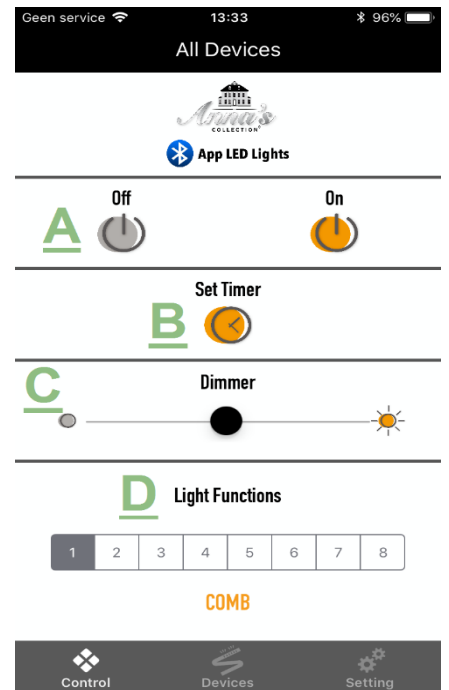 Geen service 13:33 96%
All Devices
Anna's
COLLECTION®
App LED Lights
Off On
A
Set Timer
B
C
Dimmer
D
Light Functions
1 2 3 4 5 6 7 8
COMB
Control Devices Setting